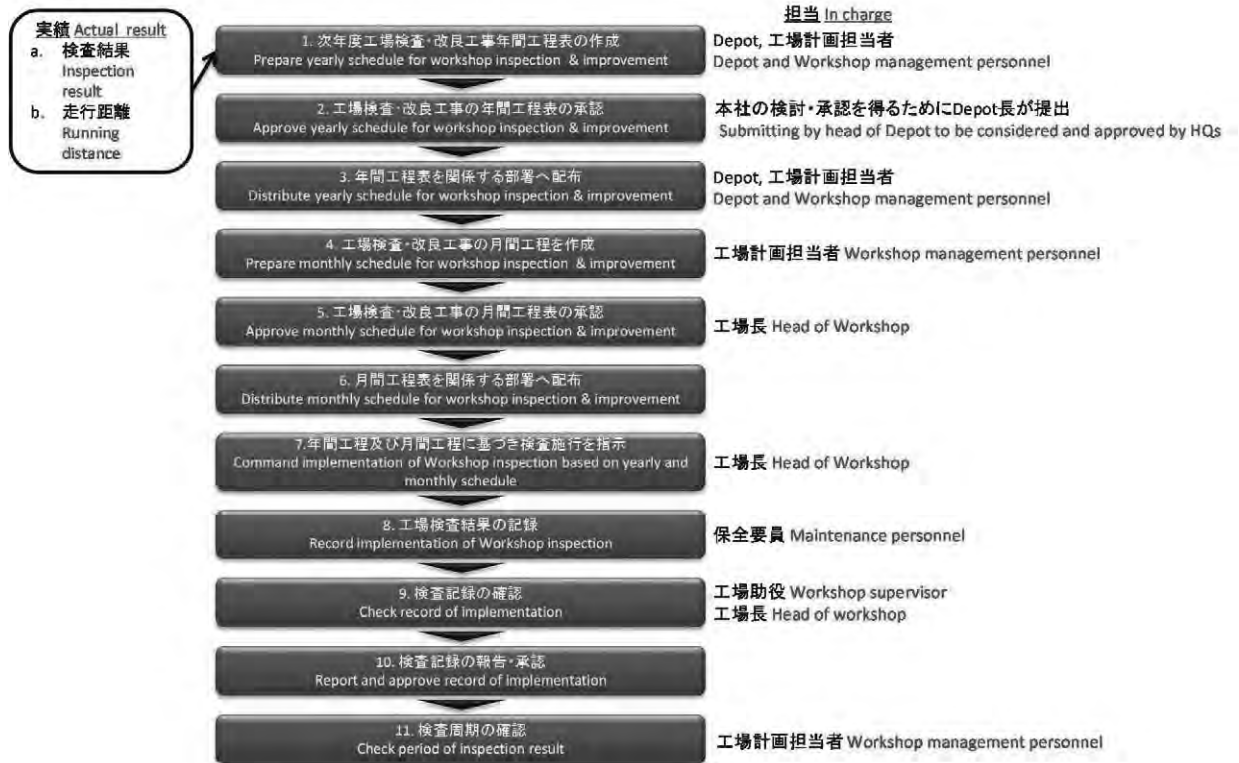 実績 Actual result
a. 検査結果
Inspection
result
b. 走行距離
Running
distance
担当 In charge
1. 次年度工場検査・改良工事年間工程表の作成
Prepare yearly schedule for workshop inspection & improvement
Depot, 工場計画担当者
Depot and Workshop management personnel
2. 工場検査・改良工事の年間工程表の承認
Approve yearly schedule for workshop inspection & improvement
本社の検討・承認を得るためにDepot長が提出
Submitting by head of Depot to be considered and approved by HQs
3. 年間工程表を関係する部署へ配布
Distribute yearly schedule for workshop inspection & improvement
Depot, 工場計画担当者
Depot and Workshop management personnel
4. 工場検査・改良工事の月間工程を作成
Prepare monthly schedule for workshop inspection & improvement
工場計画担当者 Workshop management personnel
5. 工場検査・改良工事の月間工程表の承認
Approve monthly schedule for workshop inspection & improvement
工場長 Head of Workshop
6. 月間工程表を関係する部署へ配布
Distribute monthly schedule for workshop inspection & improvement
7.年間工程及び月間工程に基づき検査施行を指示
Command implementation of Workshop inspection based on yearly and
monthly schedule
工場長 Head of Workshop
8. 工場検査結果の記録
Record implementation of Workshop inspection
保全要員 Maintenance personnel
9. 検査記録の確認
Check record of implementation
工場助役 Workshop supervisor
工場長 Head of workshop
10. 検査記録の報告・承認
Report and approve record of implementation
11. 検査周期の確認
Check period of inspection result
工場計画担当者 Workshop management personnel